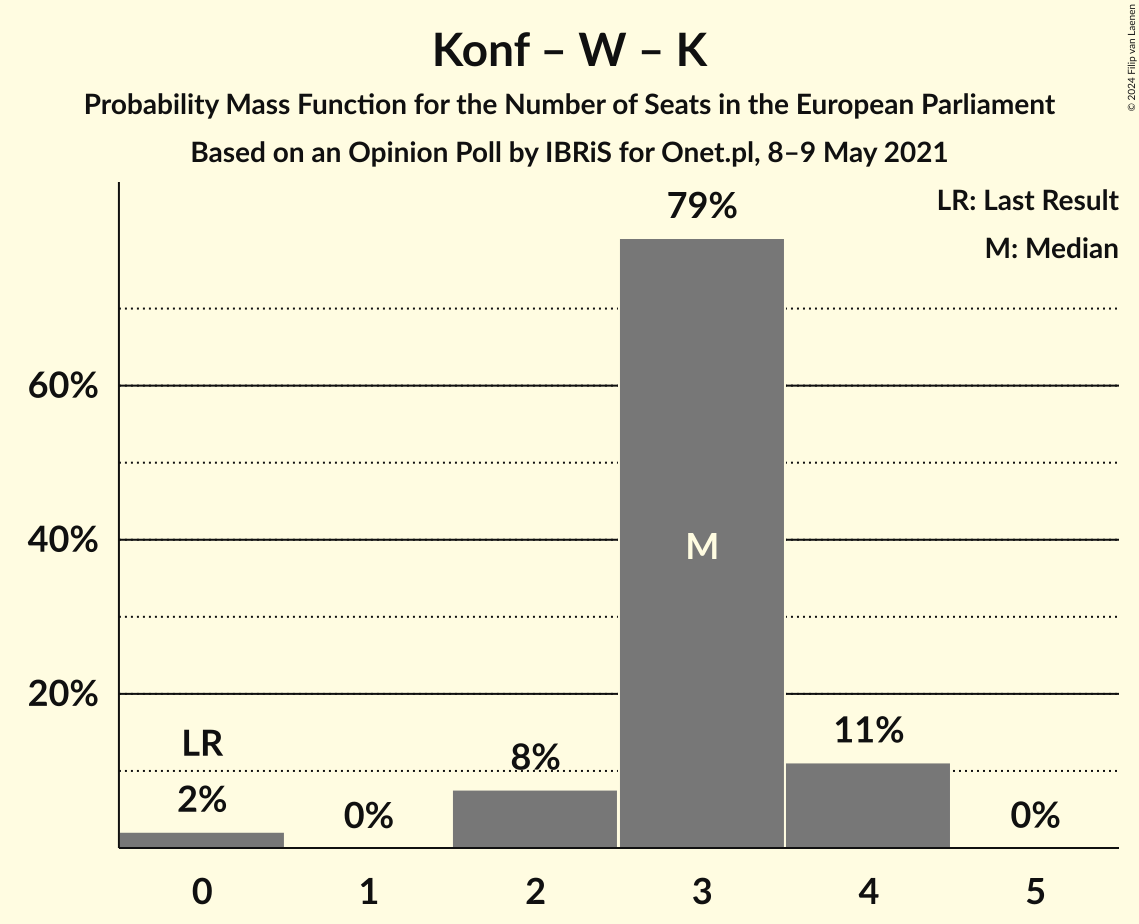 Konf – W – K
Probability Mass Function for the Number of Seats in the European Parliament
Based on an Opinion Poll by IBRiS for Onet.pl, 8–9 May 2021
© 2024 Filip van Laenen
LR: Last Result
M: Median
79%
60%
40%
M
20%
LR
11%
8%
2%
0%
0%
0 1 2 3 4 5